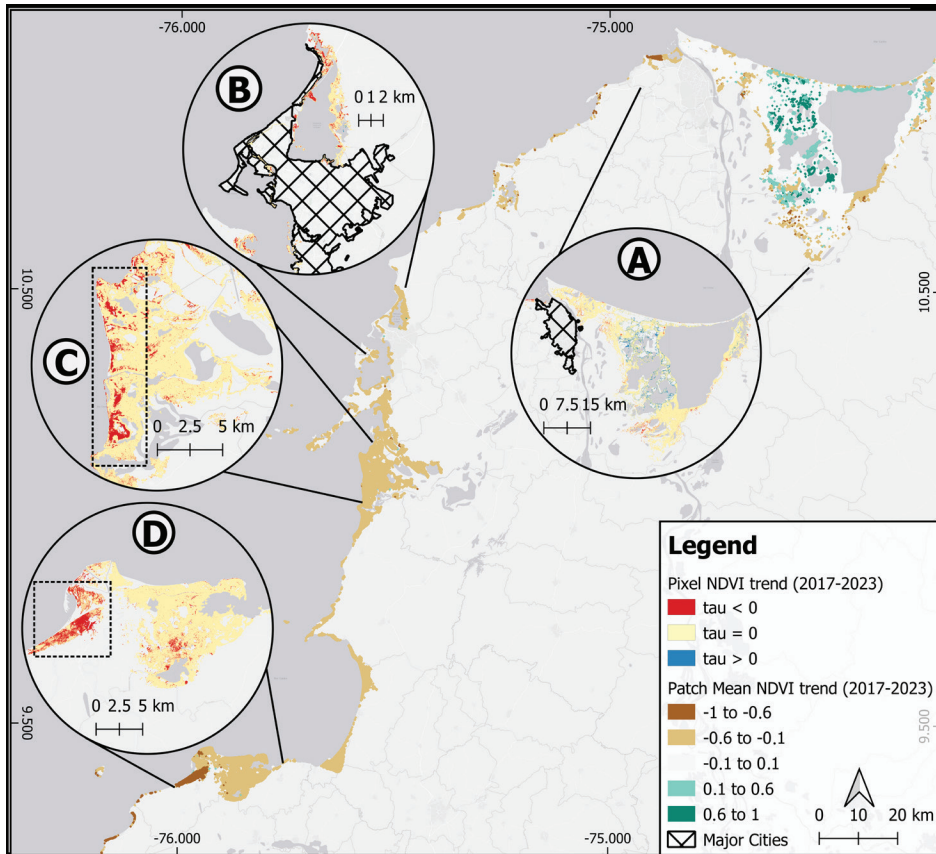 -76.000
-75.000
B
0 1 2 km
A
10.500
10.500
C
0 7.5 15 km
0 2.5 5 km
D
Legend
Pixel NDVI trend (2017-2023)
tau < 0
tau = 0
tau > 0
Patch Mean NDVI trend (2017-2023)
-1 to -0.6
-0.6 to -0.1
-0.1 to 0.1
0.1 to 0.6
0.6 to 1
Major Cities
0 2.5 5 km
9.500
9.500
0 10 20 km
-76.000
-75.000